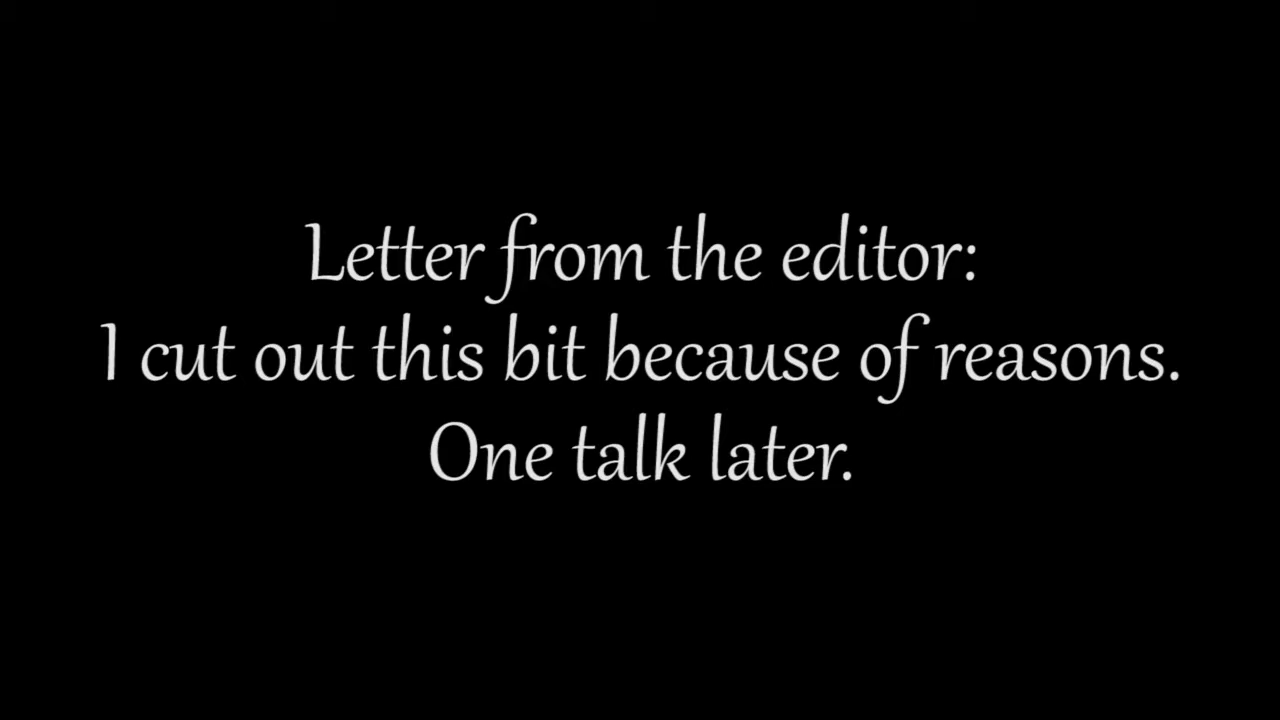 Letter from the editor:
I cut out this bit because of reasons.
One talk later.